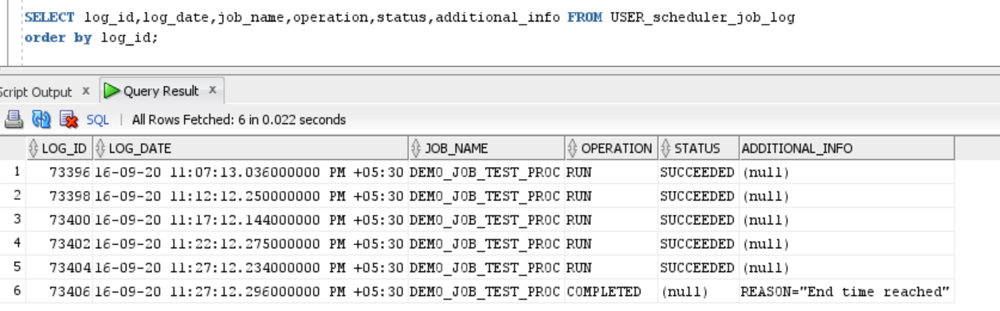 SELECT log_id,log_date,job_name,operation,status,additional_info FROM USER_scheduler_job_log
order by log_id;
Script Output x Query Result x
SQL | All Rows Fetched: 6 in 0.022 seconds
LOG_ID LOG_DATE JOB_NAME OPERATION STATUS ADDITIONAL_INFO
1 73396 16-09-20 11:07:13.036000000 PM +05:30 DEMO_JOB_TEST_PROC RUN SUCCEEDED (null)
2 73398 16-09-20 11:12:12.250000000 PM +05:30 DEMO_JOB_TEST_PROC RUN SUCCEEDED (null)
3 73400 16-09-20 11:17:12.144000000 PM +05:30 DEMO_JOB_TEST_PROC RUN SUCCEEDED (null)
4 73402 16-09-20 11:22:12.275000000 PM +05:30 DEMO_JOB_TEST_PROC RUN SUCCEEDED (null)
5 73404 16-09-20 11:27:12.234000000 PM +05:30 DEMO_JOB_TEST_PROC RUN SUCCEEDED (null)
6 73406 16-09-20 11:27:12.296000000 PM +05:30 DEMO_JOB_TEST_PROC COMPLETED (null) REASON="End time reached"